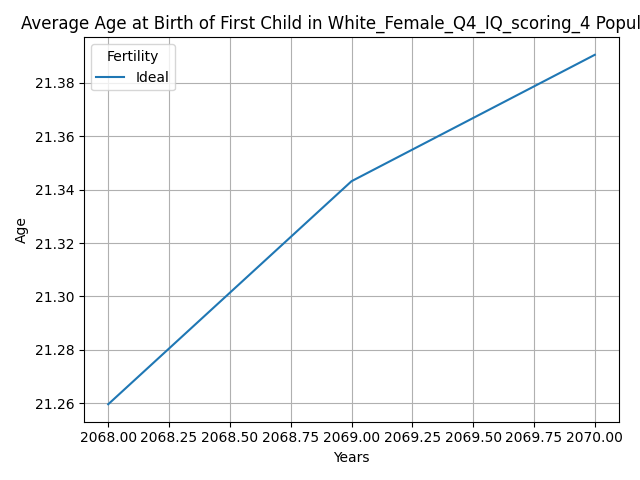 Average Age at Birth of First Child in White_Female_Q4_IQ_scoring_4 Popul
Fertility
Ideal
21.38
21.36
21.34
21.32
21.30
21.28
21.26
Age
2068.00 2068.25 2068.50 2068.75 2069.00 2069.25 2069.50 2069.75 2070.00
Years